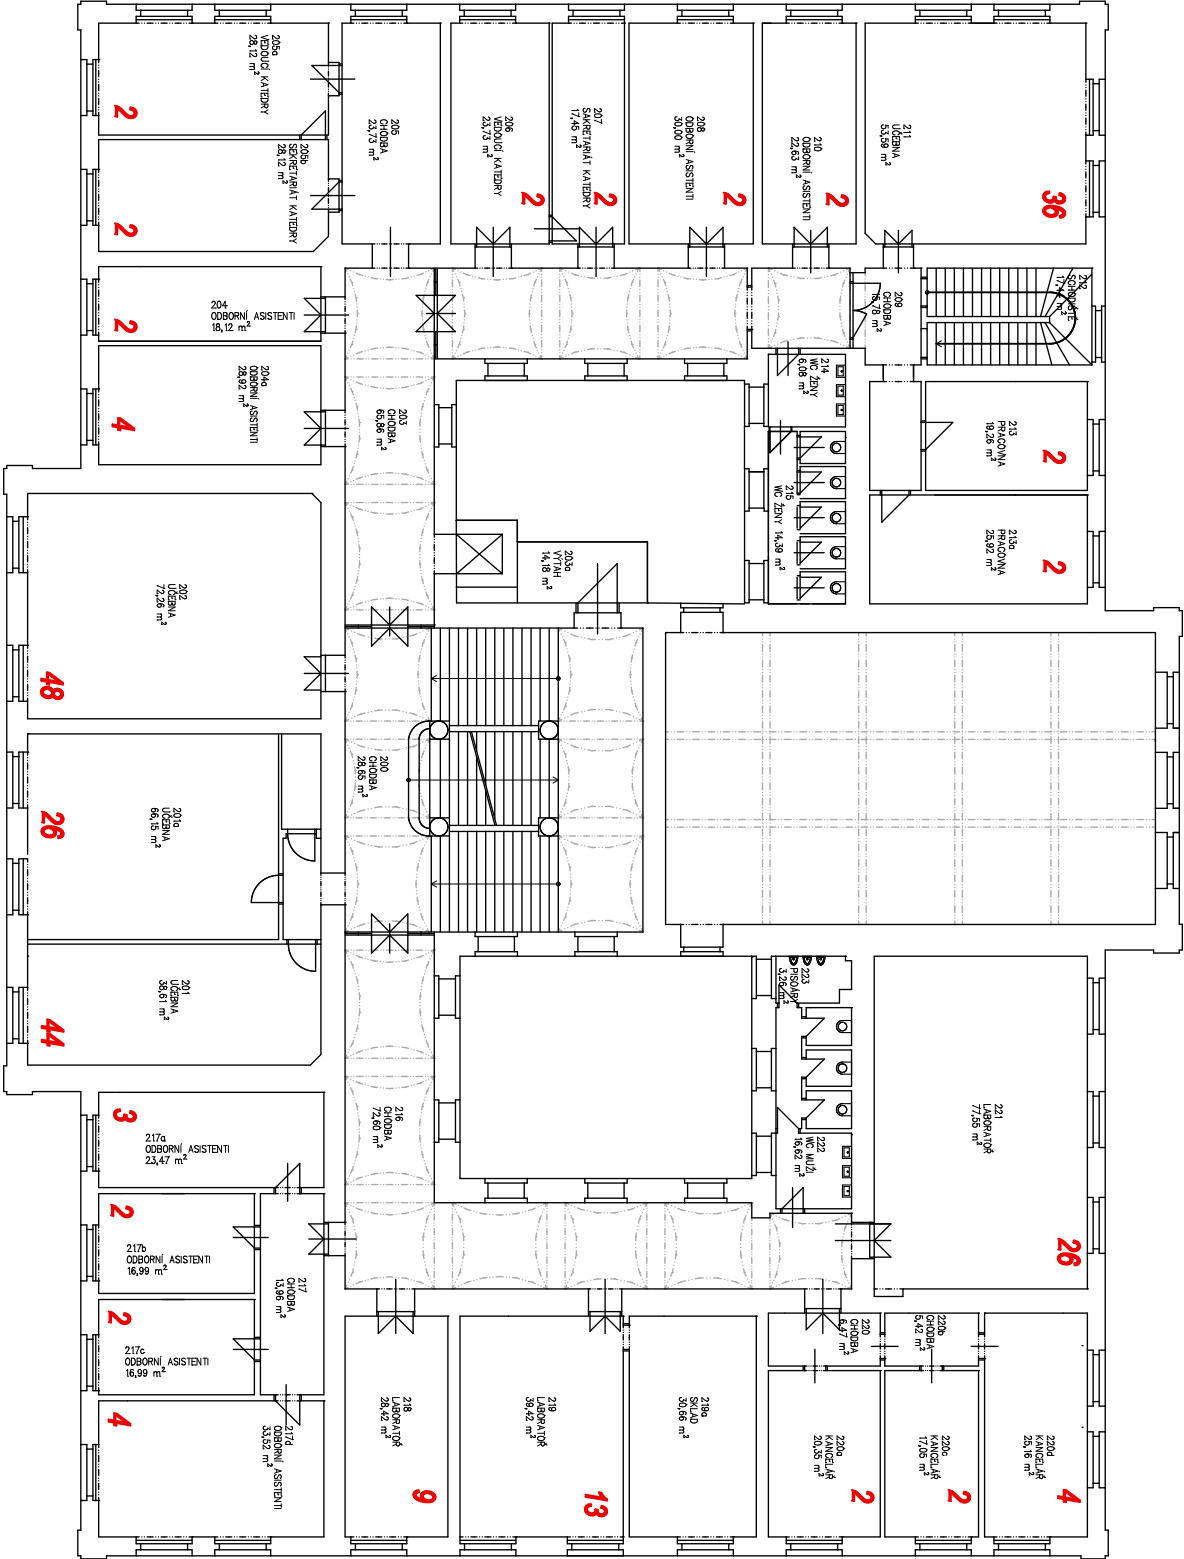 205a
VEDOUCÍ KATEDRY
28,12 m²
2
205b
SEKRETARIÁT KATEDRY
28,12 m²
2
205
CHODBA
23,73 m²
206
VEDOUCÍ KATEDRY
23,73 m²
2
207
SAKRETARIÁT KATEDRY
17,45 m²
2
208
ODBORNÍ ASISTENTI
30,00 m²
2
210
ODBORNÍ ASISTENTI
22,63 m²
2
211
UČEBNA
53,59 m²
36
204
ODBORNÍ ASISTENTI
18,12 m²
2
204a
ODBORNÍ ASISTENTI
28,92 m²
4
203
CHODBA
65,86 m²
209
CHODBA
15,78 m²
212
SCHODIŠTĚ
m²
214
WC ŽENY
6,08 m²
215
WC ŽENY 14,39 m²
213
PRACOVNA
19,26 m²
2
213a
PRACOVNA
25,92 m²
2
203a
VÝTAH
14,18 m²
202
UČEBNA
72,26 m²
48
200
CHODBA
28,65 m²
201a
UČEBNA
66,15 m²
26
201
UČEBNA
38,61 m²
44
223
PISOÁRY
3,26 m²
222
WC MUŽI
16,62 m²
221
LABORATOŘ
77,55 m²
26
216
CHODBA
72,60 m²
217a
ODBORNÍ ASISTENTI
23,47 m²
3
217b
ODBORNÍ ASISTENTI
16,99 m²
2
217c
ODBORNÍ ASISTENTI
16,99 m²
2
217
CHODBA
13,96 m²
217d
ODBORNÍ ASISTENTI
33,52 m²
4
218
LABORATOŘ
28,42 m²
9
219
LABORATOŘ
39,42 m²
13
219a
SKLAD
30,66 m²
220
CHODBA
6,47 m²
220b
CHODBA
5,42 m²
220a
KANCELÁŘ
20,35 m²
2
220c
KANCELÁŘ
17,05 m²
2
220d
KANCELÁŘ
25,16 m²
4